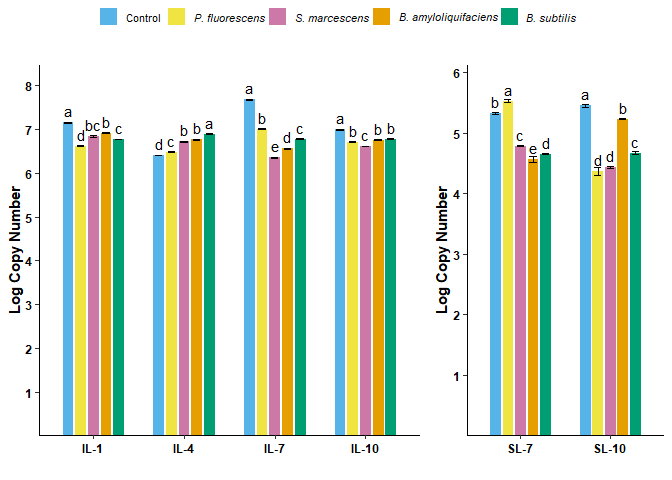 Control P. fluorescens S. marcescens B. amyloliquifaciens B. subtilis
Log Copy Number
8
7
6
5
4
3
2
1
a d bc b c
d c b b a
a b e d c
a b c b b
IL-1 IL-4 IL-7 IL-10
Log Copy Number
6
5
4
3
2
1
b a c e d
a d d b c
SL-7 SL-10